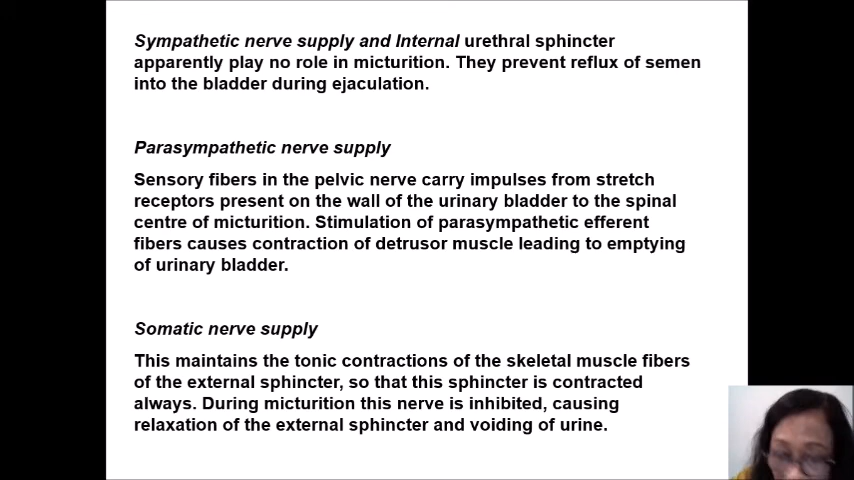 Sympathetic nerve supply and Internal urethral sphincter
apparently play no role in micturition. They prevent reflux of semen
into the bladder during ejaculation.
Parasympathetic nerve supply
Sensory fibers in the pelvic nerve carry impulses from stretch
receptors present on the wall of the urinary bladder to the spinal
centre of micturition. Stimulation of parasympathetic efferent
fibers causes contraction of detrusor muscle leading to emptying
of urinary bladder.
Somatic nerve supply
This maintains the tonic contractions of the skeletal muscle fibers
of the external sphincter, so that this sphincter is contracted
always. During micturition this nerve is inhibited, causing
relaxation of the external sphincter and voiding of urine.